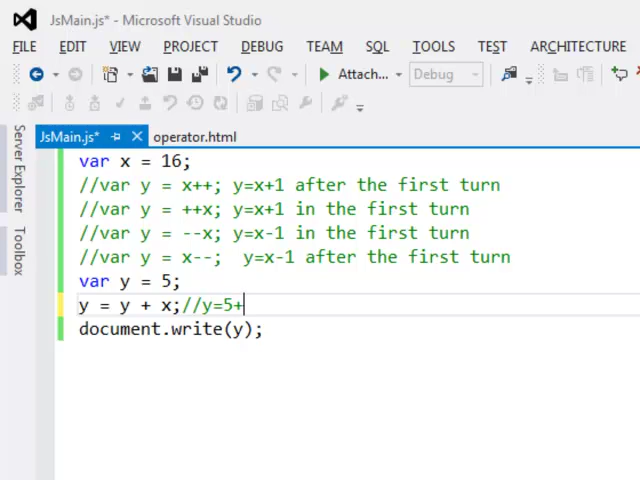 JsMain.js* - Microsoft Visual Studio
FILE EDIT VIEW PROJECT DEBUG TEAM SQL TOOLS TEST ARCHITECTURE
Attach... Debug
JsMain.js* operator.html
Server Explorer
Toolbox
var x = 16;
//var y = x++; y=x+1 after the first turn
//var y = ++x; y=x+1 in the first turn
//var y = --x; y=x-1 in the first turn
//var y = x--;  y=x-1 after the first turn
var y = 5;
y = y + x;//y=5+
document.write(y);